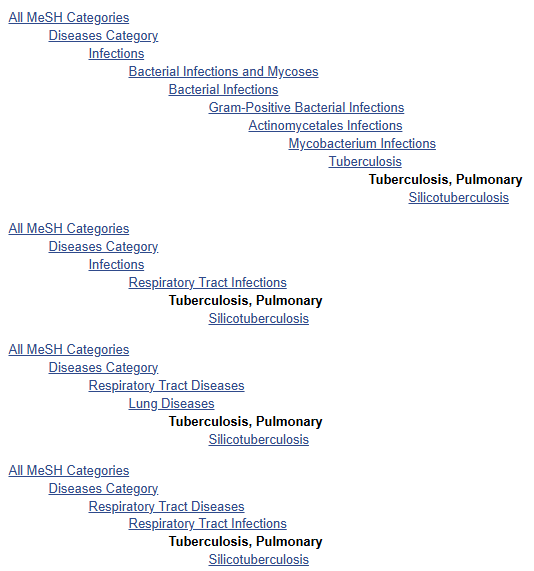 All MeSH Categories
Diseases Category
Infections
Bacterial Infections and Mycoses
Bacterial Infections
Gram-Positive Bacterial Infections
Actinomycetales Infections
Mycobacterium Infections
Tuberculosis
Tuberculosis, Pulmonary
Silicotuberculosis
All MeSH Categories
Diseases Category
Infections
Respiratory Tract Infections
Tuberculosis, Pulmonary
Silicotuberculosis
All MeSH Categories
Diseases Category
Respiratory Tract Diseases
Lung Diseases
Tuberculosis, Pulmonary
Silicotuberculosis
All MeSH Categories
Diseases Category
Respiratory Tract Diseases
Respiratory Tract Infections
Tuberculosis, Pulmonary
Silicotuberculosis